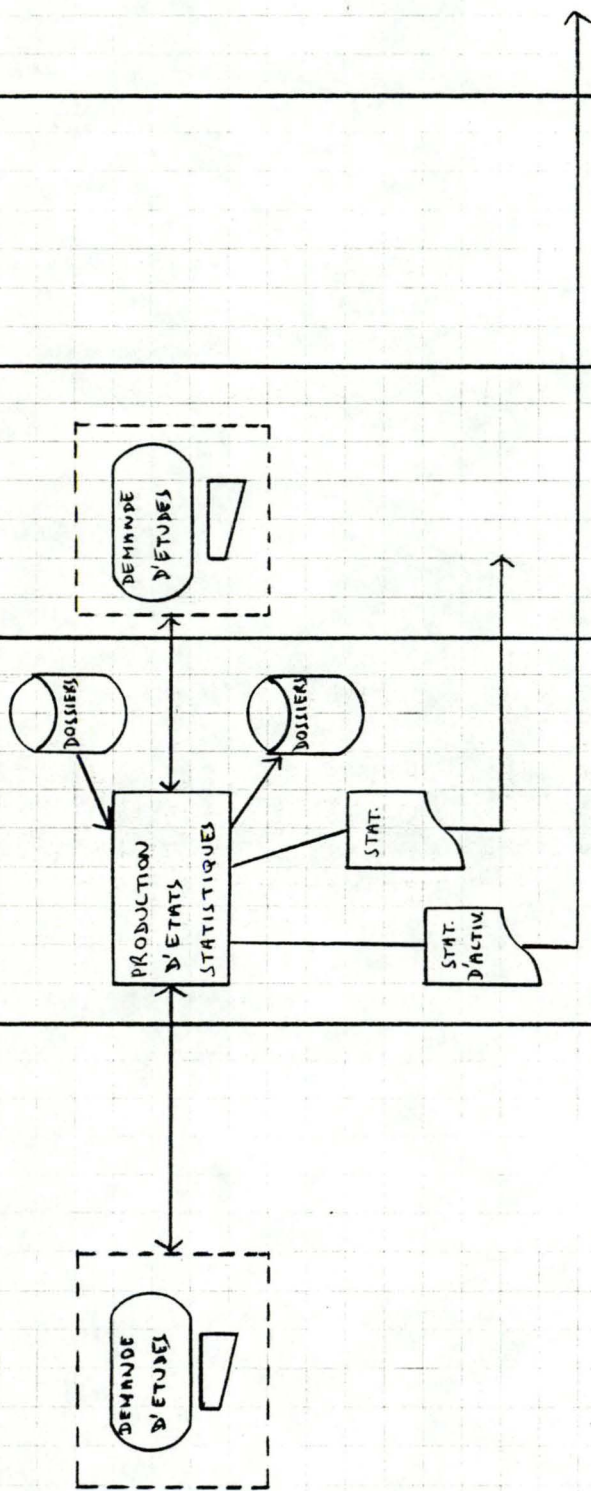 DOSSIERS
DEMANDE
D'ETUDES
PRODUCTION
D'ETATS
STATISTIQUES
DEMANDE
D'ETUDES
DOSSIERS
STAT.
STAT.
D'ACTIV.